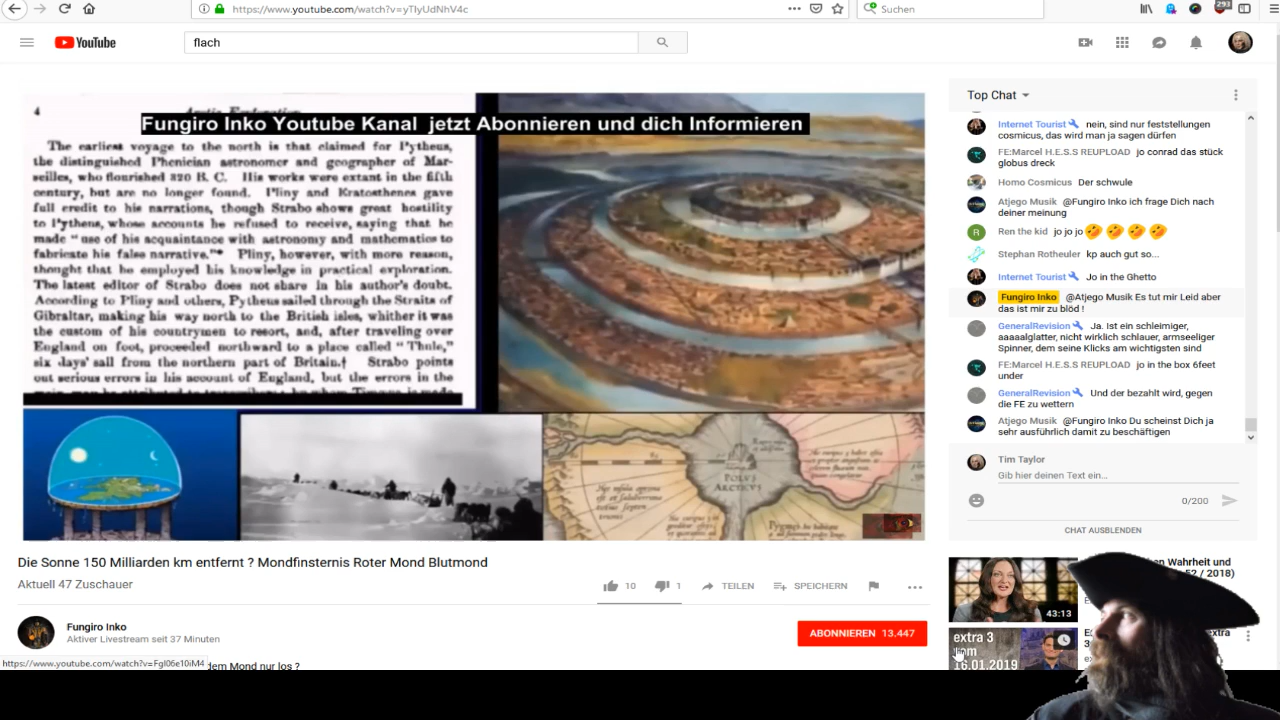 https://www.youtube.com/watch?v=yTlyUdNhV4c
Suchen
293
YouTube
flach
4
Arctic Exploration
Fungiro Inko Youtube Kanal jetzt Abonnieren und dich Informieren
The earliest voyage to the north is that claimed for Pytheus,
the distinguished Phenician astronomer and geographer of Mar-
seilles, who flourished 320 B. C. His works were extant in the fifth
century, but are no longer found. Pliny and Kratosthenes gave
full credit to his narrations, though Strabo shows great hostility
to Pytheus, whose accounts he refused to receive, saying that he
made "use of his acquaintance with astronomy and mathematics to
fabricate his false narrative."* Pliny, however, with more reason,
thought that he employed his knowledge in practical exploration.
The latest editor of Strabo does not share in his author's doubt.
According to Pliny and others, Pytheus sailed through the Straits of
Gibraltar, making his way north to the British isles, whither it was
the custom of his countrymen to resort, and, after traveling over
England on foot, proceeded northward to a place called "Thule,"
six days' sail from the northern part of Britain.† Strabo points
out serious errors in his account of England, but the errors in the
POLUS
ARCTICUS
Die Sonne 150 Milliarden km entfernt ? Mondfinsternis Roter Mond Blutmond
Aktuell 47 Zuschauer
10
1
TEILEN
SPEICHERN
Fungiro Inko
Aktiver Livestream seit 37 Minuten
ABONNIEREN 13.447
https://www.youtube.com/watch?v=FgI06e10iM4
dem Mond nur los ?
Top Chat
Internet Tourist nein, sind nur feststellungen
cosmicus, das wird man ja sagen dürfen
FE:Marcel H.E.S.S REUPLOAD jo conrad das stück
globus dreck
Homo Cosmicus Der schwule
Atjego Musik @Fungiro Inko ich frage Dich nach
deiner meinung
Ren the kid jo jo jo
Stephan Rotheuler kp auch gut so...
Internet Tourist Jo in the Ghetto
Fungiro Inko @Atjego Musik Es tut mir Leid aber
das ist mir zu blöd !
GeneralRevision Ja. Ist ein schleimiger,
aaaaalglatter, nicht wirklich schlauer, armseeliger
Spinner, dem seine Klicks am wichtigsten sind
FE:Marcel H.E.S.S REUPLOAD jo in the box 6feet
under
GeneralRevision Und der bezahlt wird, gegen
die FE zu wettern
Atjego Musik @Fungiro Inko Du scheinst Dich ja
sehr ausführlich damit zu beschäftigen
Tim Taylor
Gib hier deinen Text ein...
0/200
CHAT AUSBLENDEN
en Wahrheit und
52 / 2018)
43:13
extra 3
vom
16.01.2019